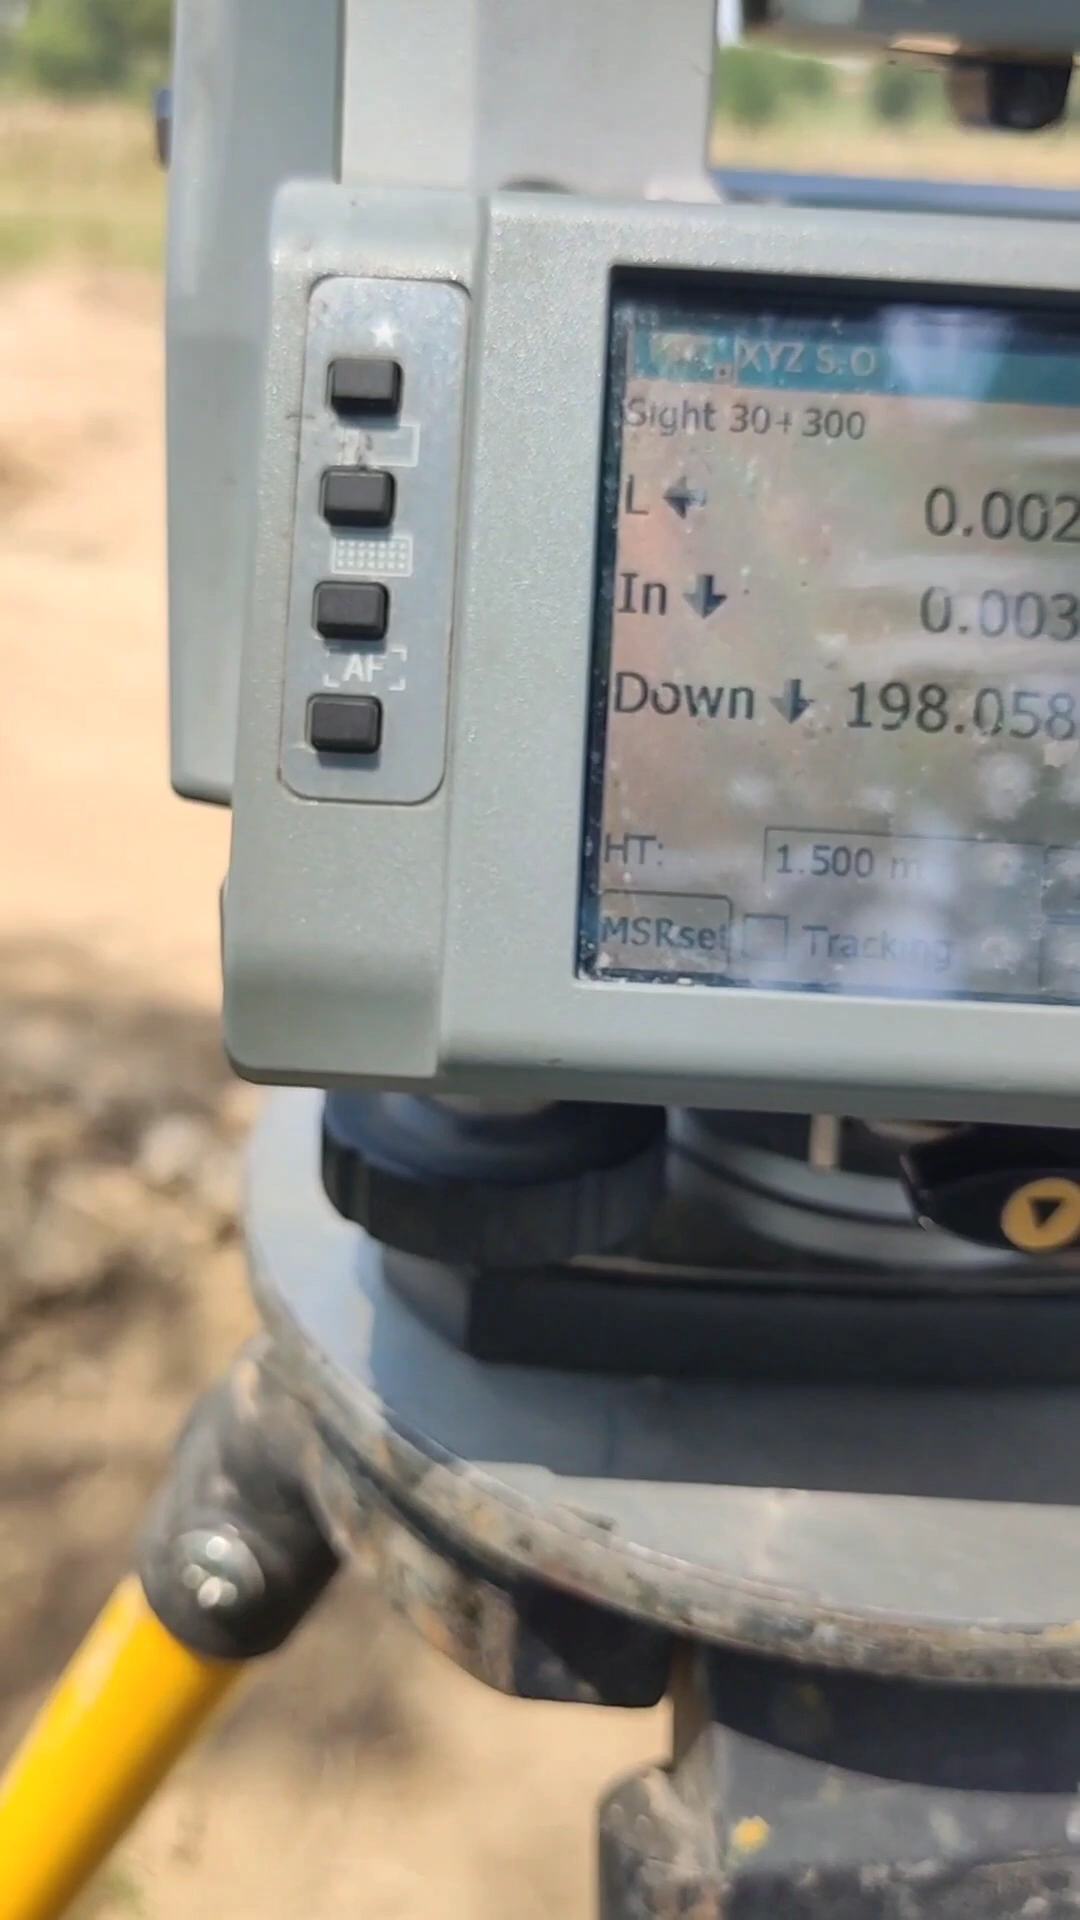 XYZ S-O
Sight 30+300
L 0.002
In 0.003
Down 198.058
HT: 1.500 m
MSRset Tracking
AF